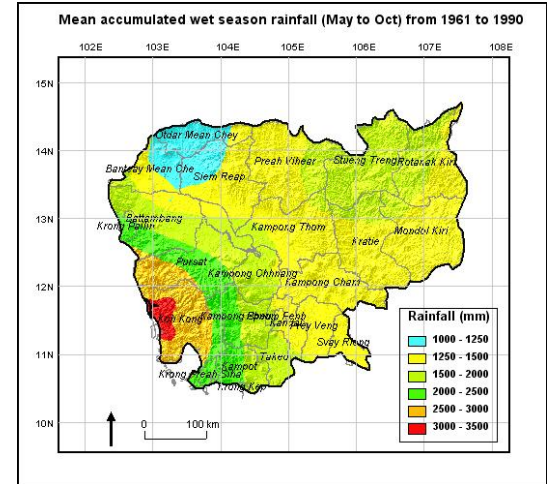 Mean accumulated wet season rainfall (May to Oct) from 1961 to 1990
102E 103E 104E 105E 106E 107E 108E
15N
Otdar Mean Chey
14N
Preah Vihear
Stueng Treng
Rotanak Kiri
Banteay Mean Che
Siem Reap
13N
Battambang
Krong Pailin
Kampong Thom
Mondol Kiri
Kratie
Pursat
Kampong Chhnang
12N
Kampong Cham
Koh Kong
Prey Veng
Svay Rieng
11N
Takeo
Kampot
10N
0 100 km
Rainfall (mm)
1000 - 1250
1250 - 1500
1500 - 2000
2000 - 2500
2500 - 3000
3000 - 3500